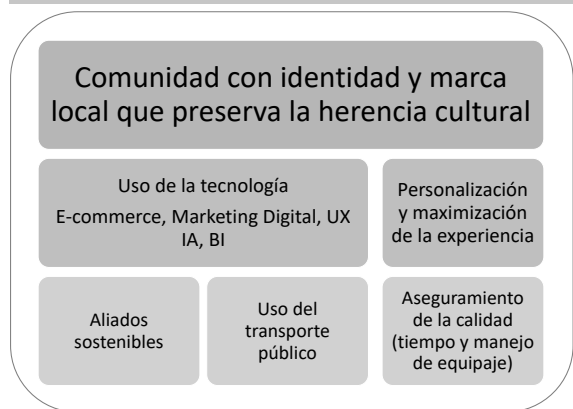 Comunidad con identidad y marca
local que preserva la herencia cultural
Uso de la tecnología
E-commerce, Marketing Digital, UX
IA, BI
Personalización
y maximización
de la experiencia
Aliados
sostenibles
Uso del
transporte
público
Aseguramiento
de la calidad
(tiempo y manejo
de equipaje)